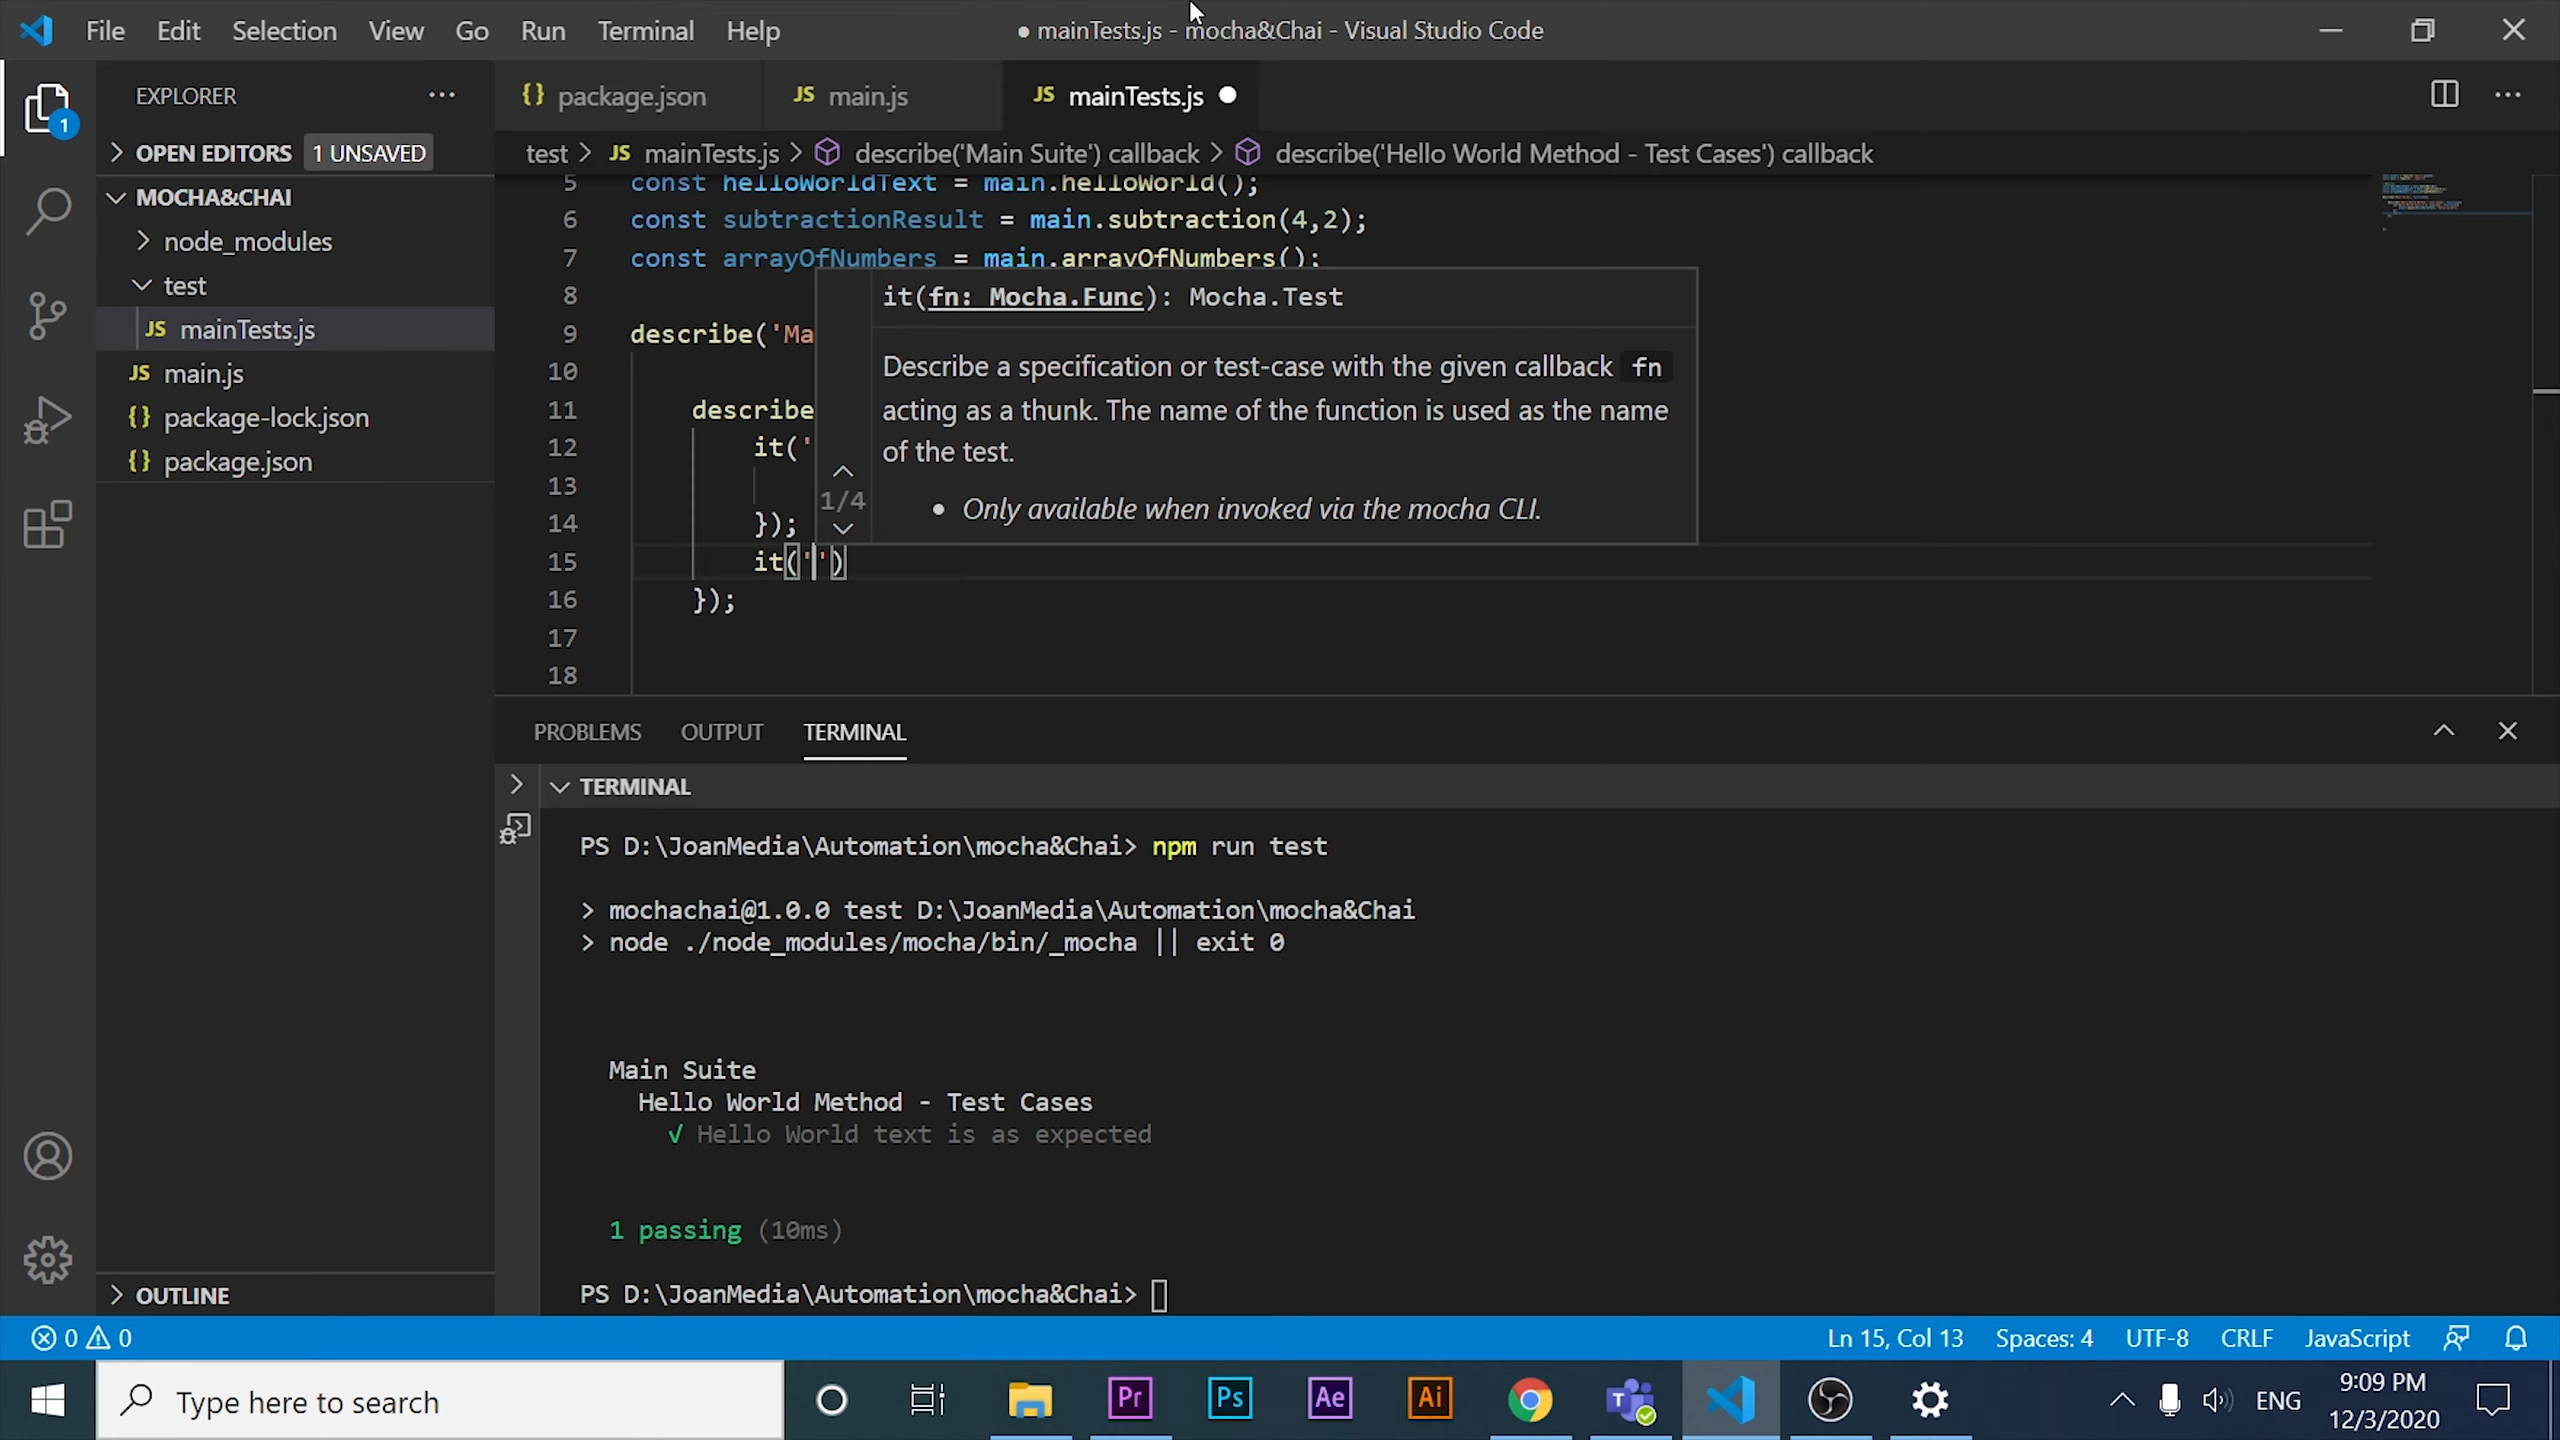 File Edit Selection View Go Run Terminal Help
● mainTests.js - mocha&Chai - Visual Studio Code
EXPLORER
{} package.json JS main.js JS mainTests.js
OPEN EDITORS 1 UNSAVED
test > JS mainTests.js > describe('Main Suite') callback > describe('Hello World Method - Test Cases') callback
1
MOCHA&CHAI
node_modules
test
JS mainTests.js
JS main.js
{} package-lock.json
{} package.json
5 const helloWorldText = main.helloWorld();
6 const subtractionResult = main.subtraction(4,2);
7 const arrayOfNumbers = main.arrayOfNumbers();
8
9 describe('Ma
10
11 describe
12 it('
13
14 });
15 it('')
16 });
17
18
it(fn: Mocha.Func): Mocha.Test
Describe a specification or test-case with the given callback fn
acting as a thunk. The name of the function is used as the name
of the test.
1/4
• Only available when invoked via the mocha CLI.
PROBLEMS OUTPUT TERMINAL
TERMINAL
PS D:\JoanMedia\Automation\mocha&Chai> npm run test
> mochachai@1.0.0 test D:\JoanMedia\Automation\mocha&Chai
> node ./node_modules/mocha/bin/_mocha || exit 0
Main Suite
Hello World Method - Test Cases
√ Hello World text is as expected
1 passing (10ms)
PS D:\JoanMedia\Automation\mocha&Chai>
OUTLINE
0 0 Ln 15, Col 13 Spaces: 4 UTF-8 CRLF JavaScript
Type here to search
Pr Ps Ae Ai
ENG
9:09 PM
12/3/2020